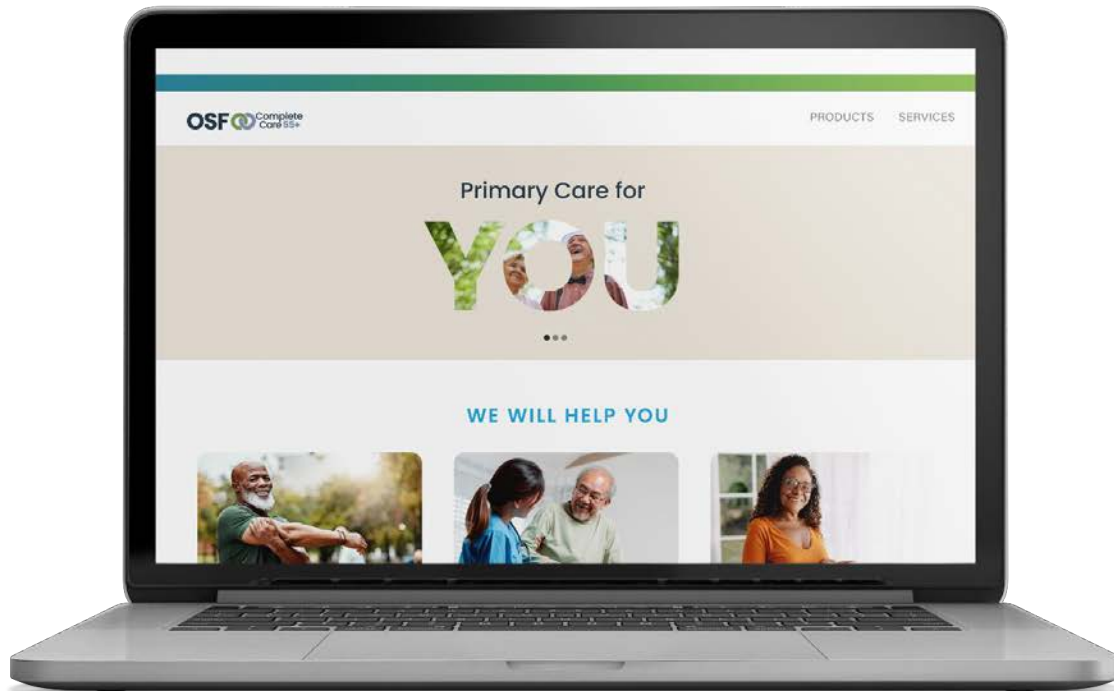 OSF Complete
Care 55+
PRODUCTS SERVICES
Primary Care for
YOU
WE WILL HELP YOU